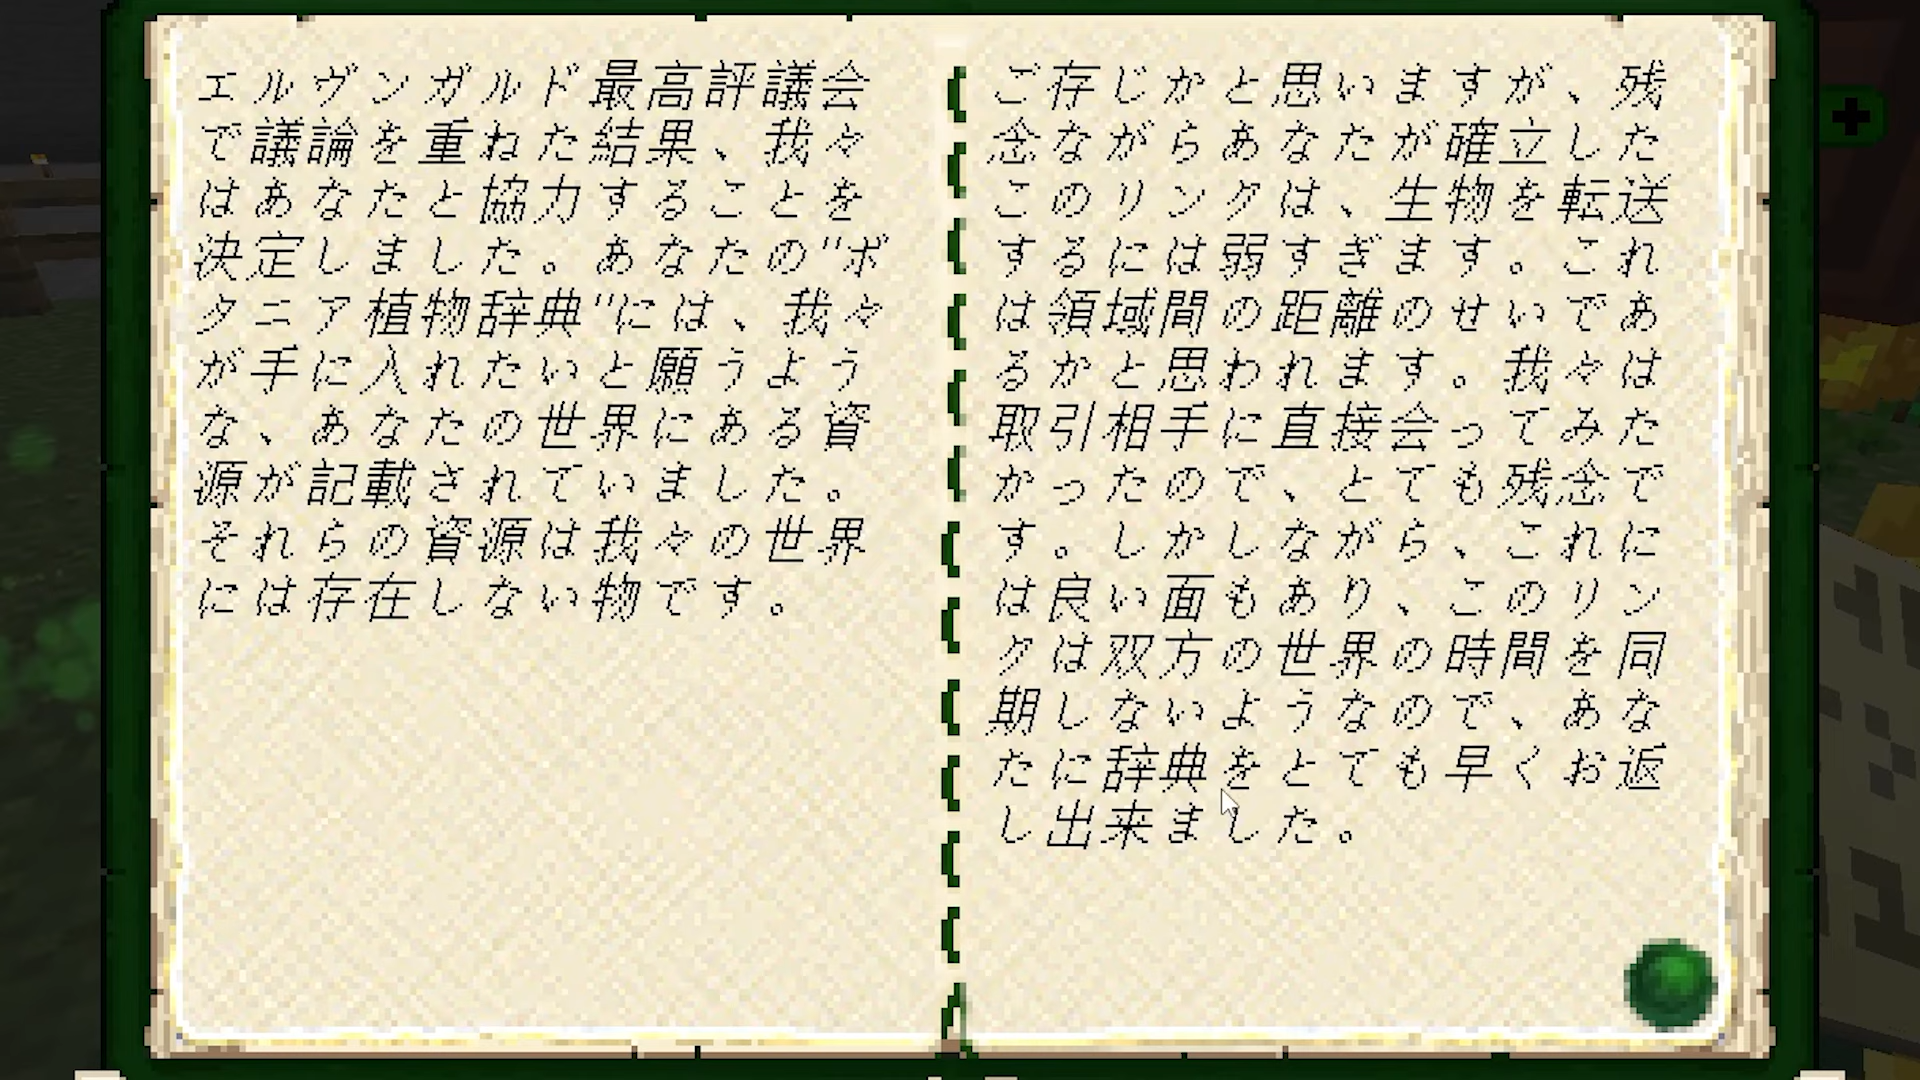 エルヴンガルド最高評議会
で議論を重ねた結果、我々
はあなたと協力することを
決定しました。あなたの"ボ
タニア植物辞典"には、我々
が手に入れたいと願うよう
な、あなたの世界にある資
源が記載されていました。
それらの資源は我々の世界
には存在しない物です。
ご存じかと思いますが、残
念ながらあなたが確立した
このリンクは、生物を転送
するには弱すぎます。これ
は領域間の距離のせいであ
るかと思われます。我々は
取引相手に直接会ってみた
かったので、とても残念で
す。しかしながら、これに
は良い面もあり、このリン
クは双方の世界の時間を同
期しないようなので、あな
たに辞典をとても早くお返
し出来ました。